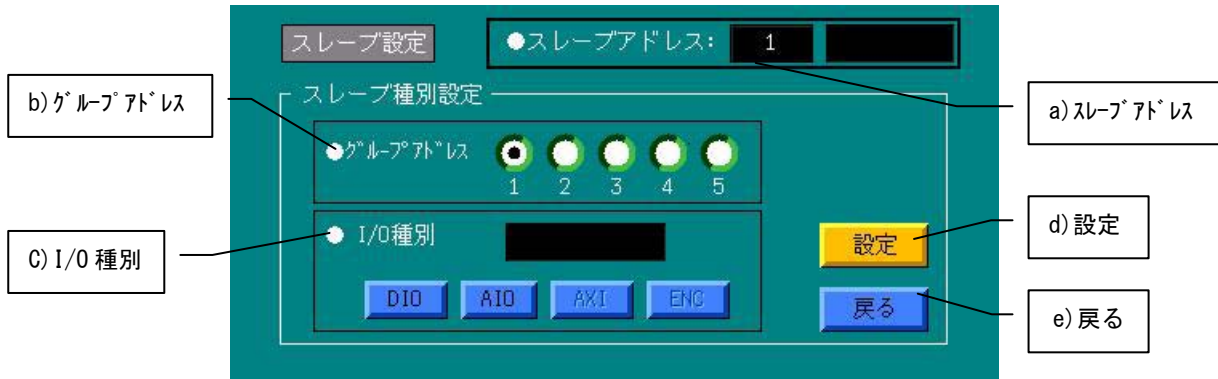 スレーブ設定
●スレーブアドレス: 1
b)グループアドレス
スレーブ種別設定
a)スレーブアドレス
●グループアドレス
1 2 3 4 5
C)I/O 種別
● I/O種別
d)設定
設定
DIO AIO AXI ENC
戻る
e)戻る